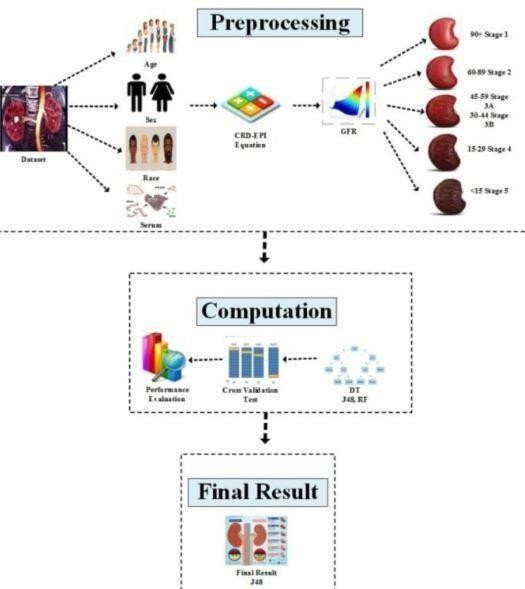 Preprocessing
Age
Sex
Race
Serum
Dataset
CRD-EPI
Equation
GFR
90+ Stage 1
60-89 Stage 2
45-59 Stage
3A
30-44 Stage
3B
15-29 Stage 4
<15 Stage 5
Computation
Performance
Evaluation
Cross Validation
Test
DT
J48, RF
Final Result
Final Result
J48